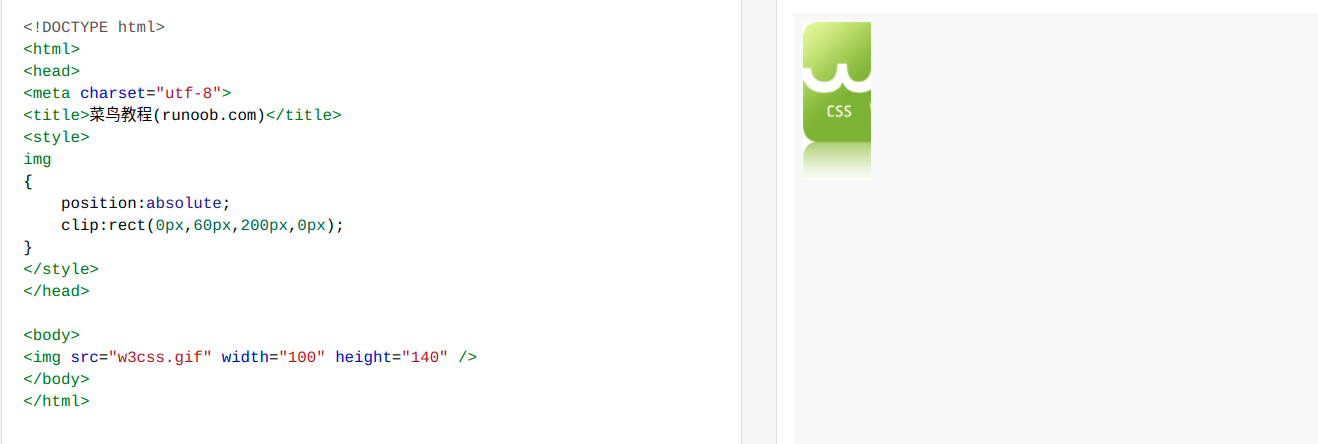 <!DOCTYPE html>
<html>
<head>
<meta charset="utf-8">
<title>菜鸟教程(runoob.com)</title>
<style>
img
{
    position:absolute;
    clip:rect(0px,60px,200px,0px);
}
</style>
</head>

<body>
<img src="w3css.gif" width="100" height="140" />
</body>
</html>
CSS